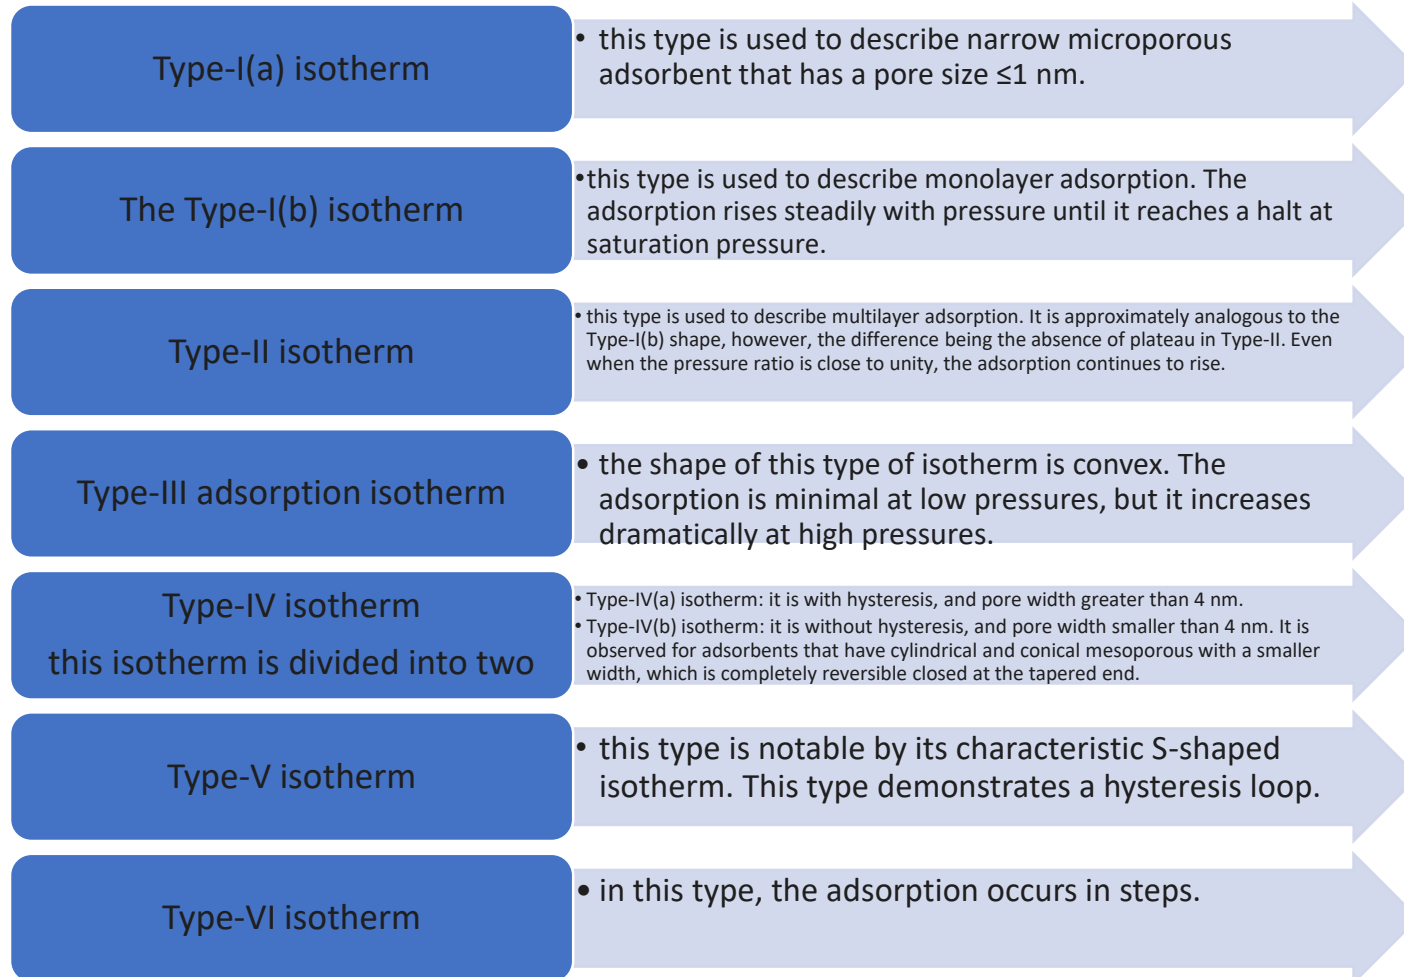 Type-I(a) isotherm
• this type is used to describe narrow microporous
adsorbent that has a pore size ≤1 nm.
The Type-I(b) isotherm
•this type is used to describe monolayer adsorption. The
adsorption rises steadily with pressure until it reaches a halt at
saturation pressure.
Type-II isotherm
• this type is used to describe multilayer adsorption. It is approximately analogous to the
Type-I(b) shape, however, the difference being the absence of plateau in Type-II. Even
when the pressure ratio is close to unity, the adsorption continues to rise.
Type-III adsorption isotherm
• the shape of this type of isotherm is convex. The
adsorption is minimal at low pressures, but it increases
dramatically at high pressures.
Type-IV isotherm
this isotherm is divided into two
• Type-IV(a) isotherm: it is with hysteresis, and pore width greater than 4 nm.
• Type-IV(b) isotherm: it is without hysteresis, and pore width smaller than 4 nm. It is
observed for adsorbents that have cylindrical and conical mesoporous with a smaller
width, which is completely reversible closed at the tapered end.
Type-V isotherm
• this type is notable by its characteristic S-shaped
isotherm. This type demonstrates a hysteresis loop.
Type-VI isotherm
• in this type, the adsorption occurs in steps.